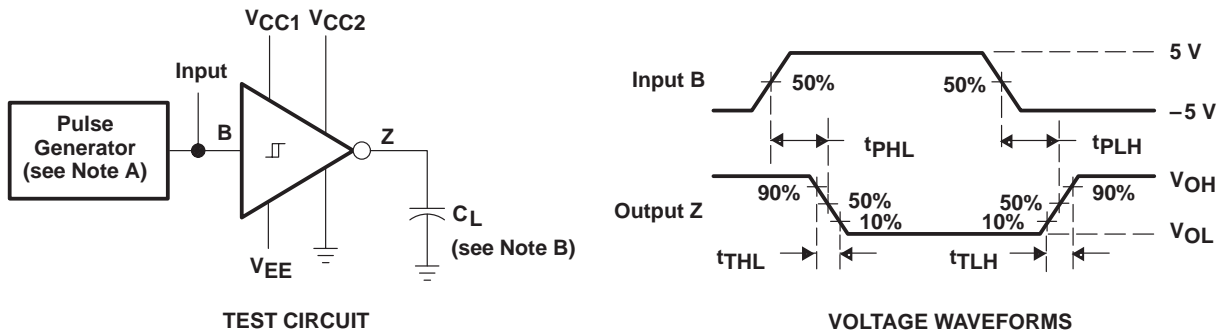 VCC1
VCC2
Input
Pulse
Generator
(see Note A)
B
Z
CL
(see Note B)
VEE
TEST CIRCUIT
5 V
Input B
50%
50%
–5 V
tPHL
tPLH
VOH
90%
90%
50%
50%
Output Z
10%
10%
VOL
tTHL
tTLH
VOLTAGE WAVEFORMS